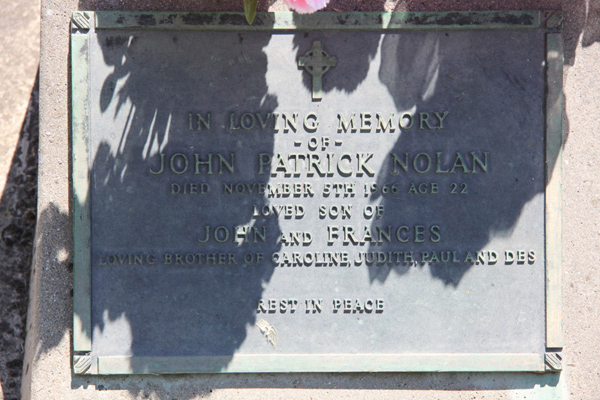 IN LOVING MEMORY
- OF -
JOHN PATRICK NOLAN
DIED NOVEMBER 5TH 1966 AGE 22
LOVED SON OF
JOHN AND FRANCES
LOVING BROTHER OF CAROLINE, JUDITH, PAUL AND DES
REST IN PEACE